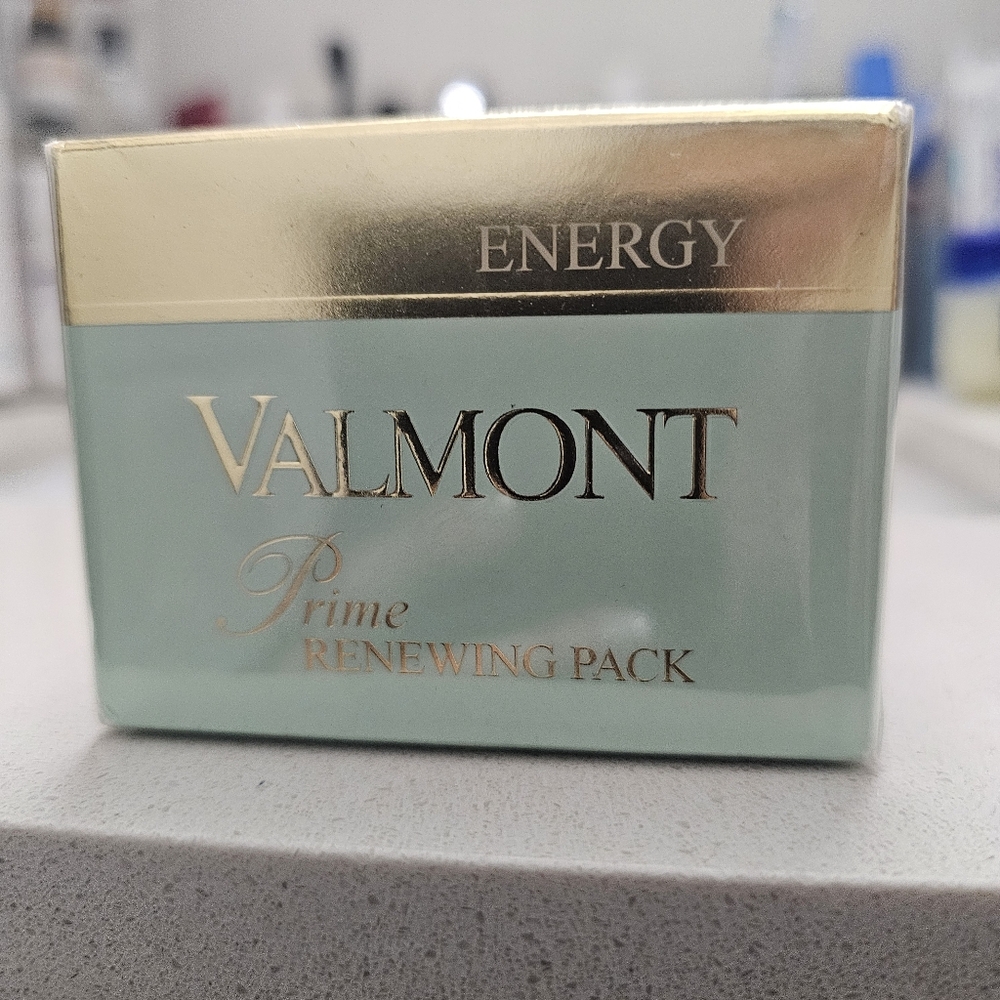 ENERGY
VALMONT
Prime
RENEWING PACK